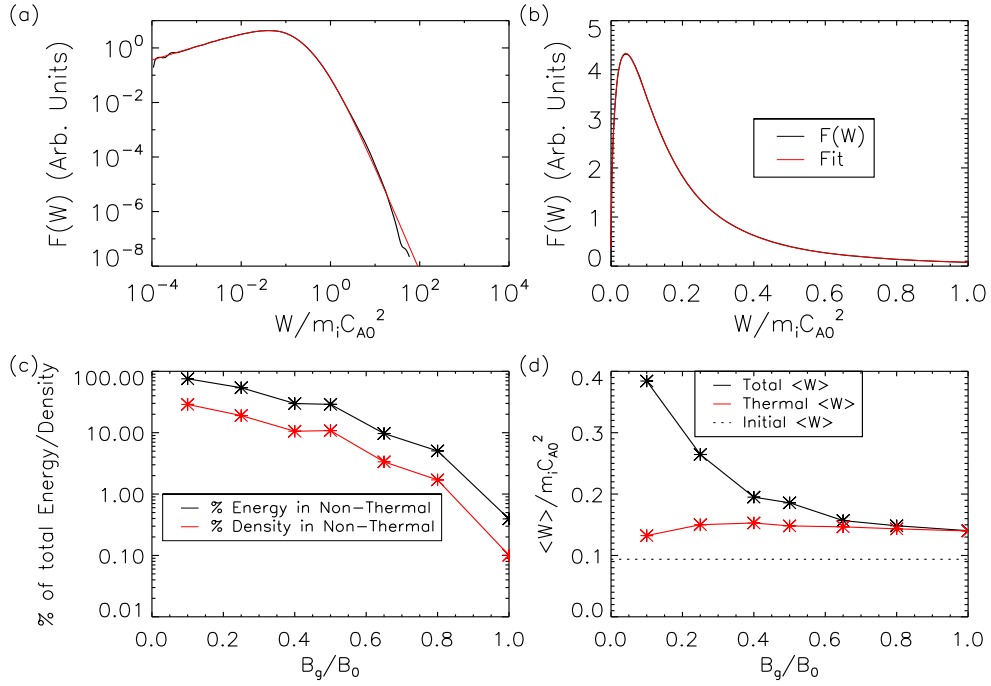 (a)
F(W) (Arb. Units)
10^0
10^-2
10^-4
10^-6
10^-8
10^-4 10^-2 10^0 10^2 10^4
W/m_iC_A0^2
(b)
F(W) (Arb. Units)
5
4
3
2
1
0
F(W)
Fit
0.0 0.2 0.4 0.6 0.8 1.0
W/m_iC_A0^2
(c)
% of total Energy/Density
100.00
10.00
1.00
0.10
0.01
% Energy in Non-Thermal
% Density in Non-Thermal
0.0 0.2 0.4 0.6 0.8 1.0
B_g/B_0
(d)
<W>/m_iC_A0^2
0.4
0.3
0.2
0.1
0.0
Total <W>
Thermal <W>
Initial <W>
0.0 0.2 0.4 0.6 0.8 1.0
B_g/B_0